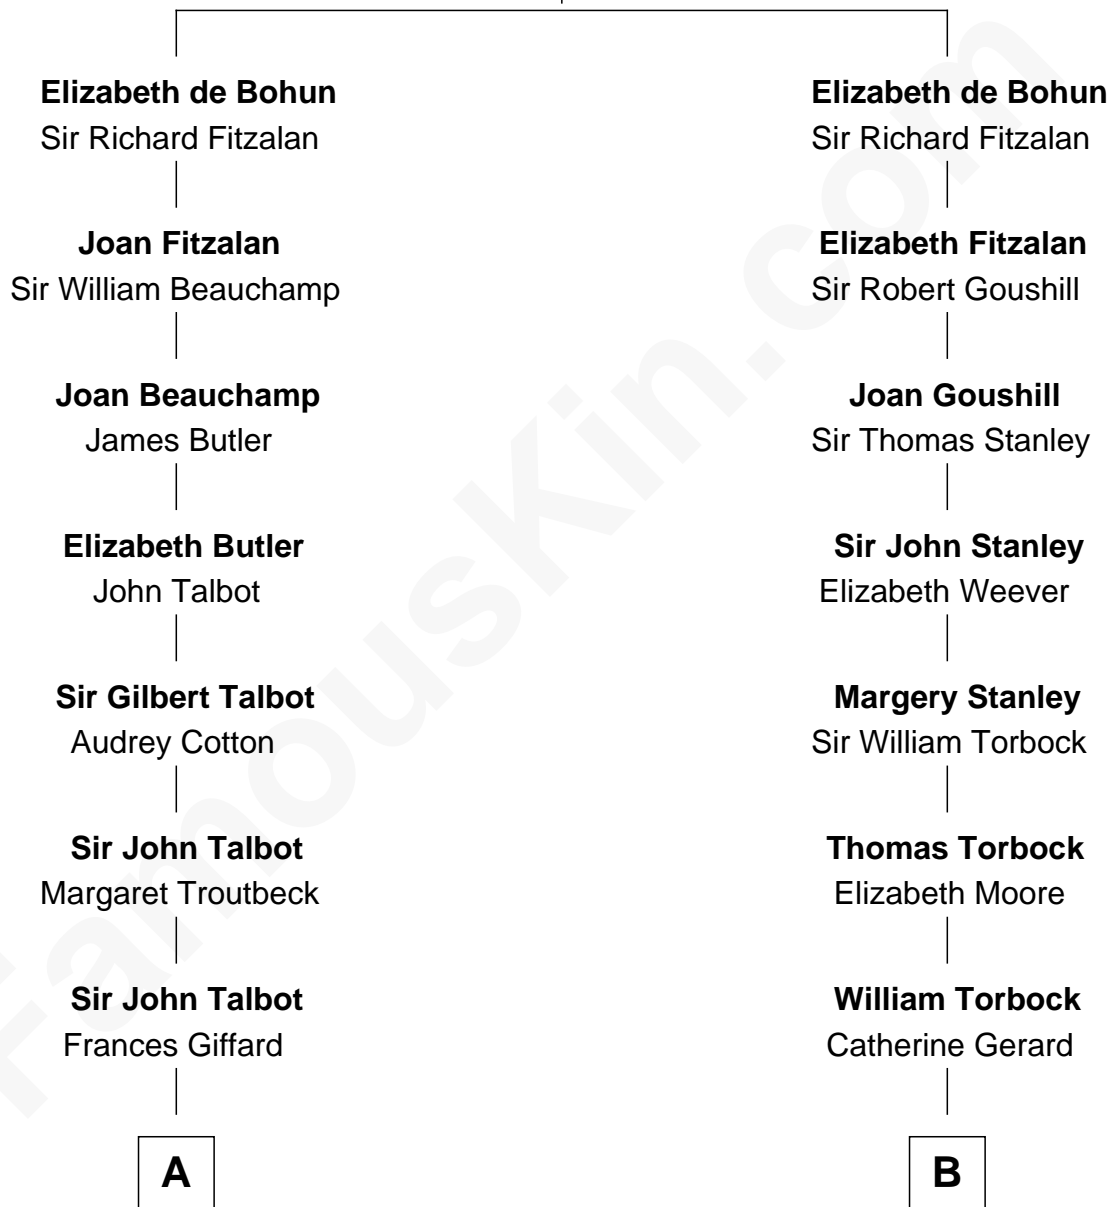 Elizabeth de Bohun
Sir Richard Fitzalan
Joan Fitzalan
Sir William Beauchamp
Joan Beauchamp
James Butler
Elizabeth Butler
John Talbot
Sir Gilbert Talbot
Audrey Cotton
Sir John Talbot
Margaret Troutbeck
Sir John Talbot
Frances Giffard
A
Elizabeth de Bohun
Sir Richard Fitzalan
Elizabeth Fitzalan
Sir Robert Goushill
Joan Goushill
Sir Thomas Stanley
Sir John Stanley
Elizabeth Weever
Margery Stanley
Sir William Torbock
Thomas Torbock
Elizabeth Moore
William Torbock
Catherine Gerard
B
FamousKin.com